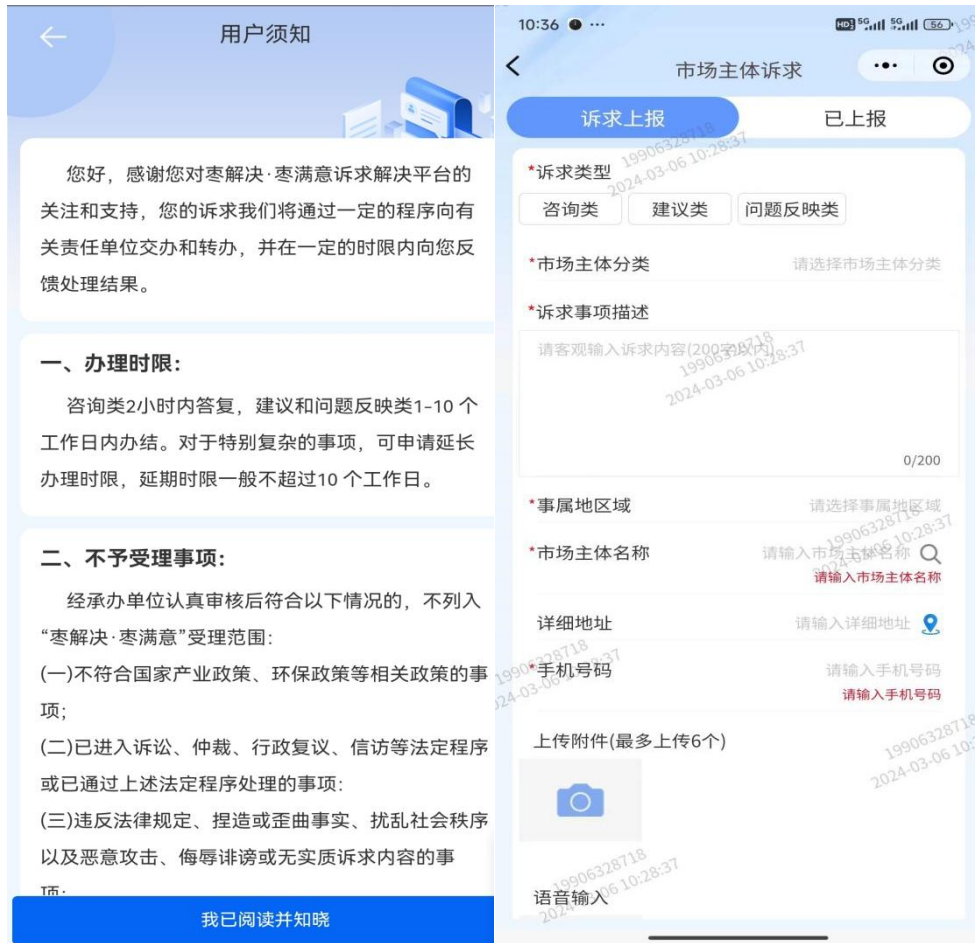 用户须知
您好，感谢您对枣解决·枣满意诉求解决平台的
关注和支持，您的诉求我们将通过一定的程序向有
关责任单位交办和转办，并在一定的时限内向您反
馈处理结果。
一、办理时限：
咨询类2小时内答复，建议和问题反映类1-10 个
工作日内办结。对于特别复杂的事项，可申请延长
办理时限，延期时限一般不超过10 个工作日。
二、不予受理事项：
经承办单位认真审核后符合以下情况的，不列入
“枣解决·枣满意”受理范围：
(一)不符合国家产业政策、环保政策等相关政策的事
项；
(二)已进入诉讼、仲裁、行政复议、信访等法定程序
或已通过上述法定程序处理的事项：
(三)违反法律规定、捏造或歪曲事实、扰乱社会秩序
以及恶意攻击、侮辱诽谤或无实质诉求内容的事
项；
我已阅读并知晓
10:36
HD 5G 5G 56
市场主体诉求
诉求上报 已上报
*诉求类型
咨询类 建议类 问题反映类
*市场主体分类 请选择市场主体分类
*诉求事项描述
请客观输入诉求内容(200字以内)
0/200
*事属地区域 请选择事属地区域
*市场主体名称 请输入市场主体名称
请输入市场主体名称
详细地址 请输入详细地址
*手机号码 请输入手机号码
请输入手机号码
上传附件(最多上传6个)
语音输入
19906328718
2024-03-06 10:28:37